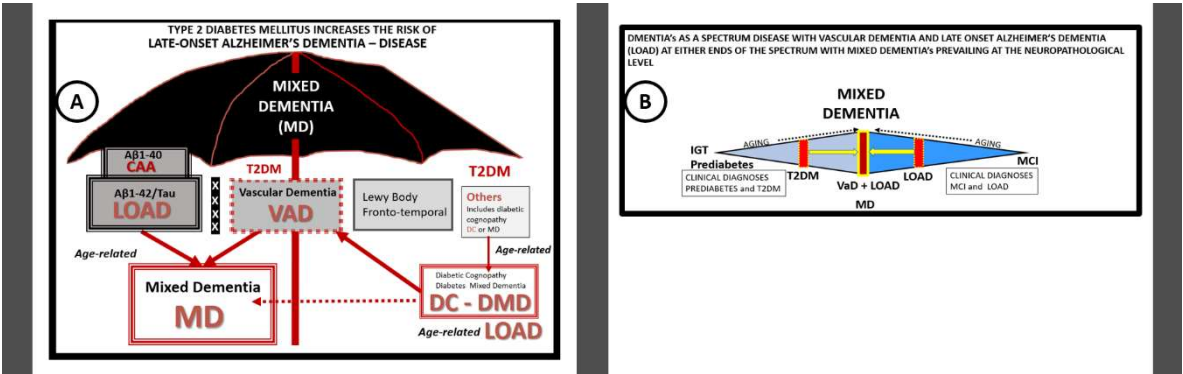 TYPE 2 DIABETES MELLITUS INCREASES THE RISK OF
LATE-ONSET ALZHEIMER'S DEMENTIA – DISEASE
A
MIXED
DEMENTIA
(MD)
Aβ1-40
CAA
Aβ1-42/Tau
LOAD
X
X
X
X
T2DM
Vascular Dementia
VAD
Lewy Body
Fronto-temporal
T2DM
Others
Includes diabetic
cognopathy
DC or MD
Age-related
Age-related
Mixed Dementia
MD
Diabetic Cognopathy
Diabetes Mixed Dementia
DC - DMD
Age-related LOAD
DMENTIA's AS A SPECTRUM DISEASE WITH VASCULAR DEMENTIA AND LATE ONSET ALZHEIMER'S DEMENTIA
(LOAD) AT EITHER ENDS OF THE SPECTRUM WITH MIXED DEMENTIA's PREVAILING AT THE NEUROPATHOLOGICAL
LEVEL
B
MIXED
DEMENTIA
AGING
AGING
IGT
Prediabetes
MCI
T2DM
LOAD
CLINICAL DIAGNOSES
PREDIABETES and T2DM
VaD + LOAD
CLINICAL DIAGNOSES
MCI and LOAD
MD